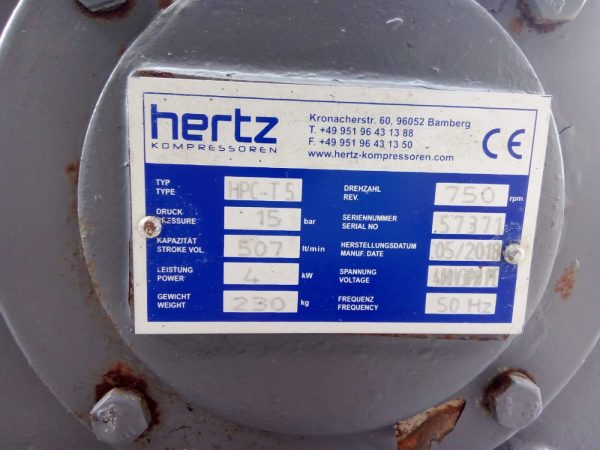 hertz
KOMPRESSOREN
Kronacherstr. 60, 96052 Bamberg
T. +49 951 96 43 13 88
F. +49 951 96 43 13 50
www.hertz-kompressoren.com
CE
TYP
TYPE
HPC-T 5
DRUCK
PRESSURE
15 bar
KAPAZITÄT
STROKE VOL.
507 lt/min
LEISTUNG
POWER
4 kW
GEWICHT
WEIGHT
230 kg
DREHZAHL
REV.
750 rpm
SERIENNUMMER
SERIAL NO
57371
HERSTELLUNGSDATUM
MANUF. DATE
05/2018
SPANNUNG
VOLTAGE
FREQUENZ
FREQUENCY
50 Hz